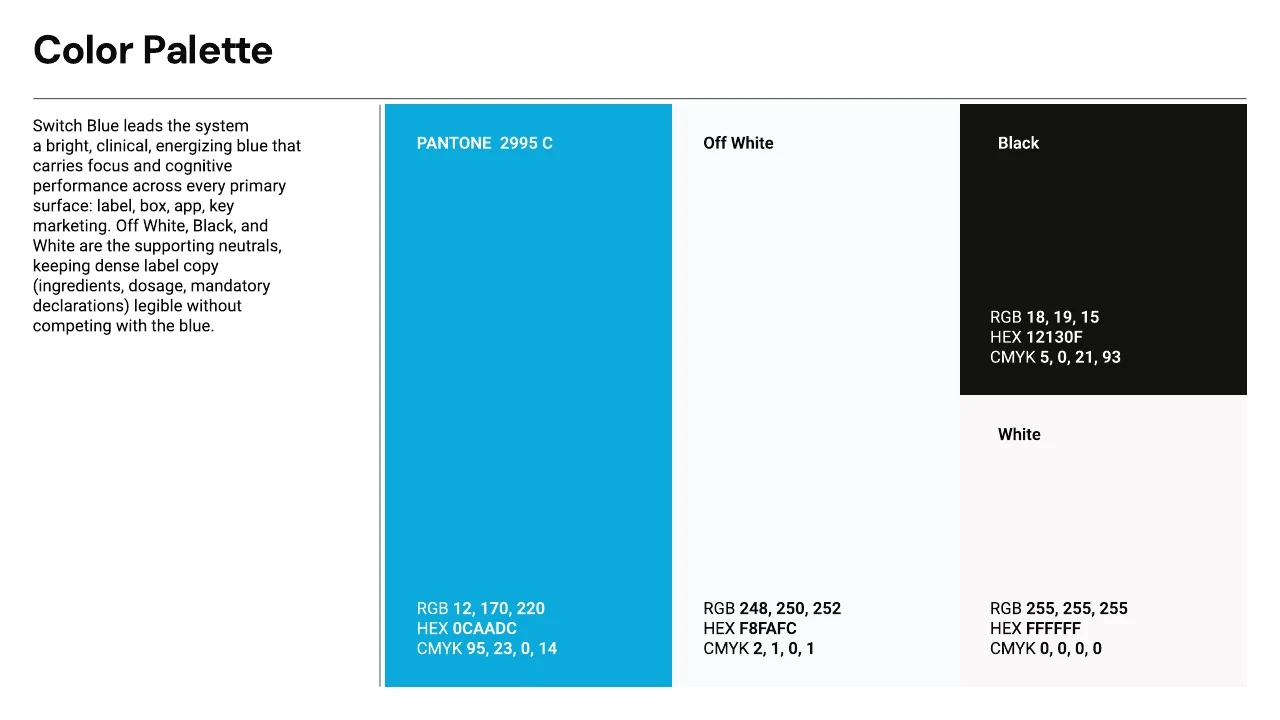 Color Palette
Switch Blue leads the system
a bright, clinical, energizing blue that
carries focus and cognitive
performance across every primary
surface: label, box, app, key
marketing. Off White, Black, and
White are the supporting neutrals,
keeping dense label copy
(ingredients, dosage, mandatory
declarations) legible without
competing with the blue.
PANTONE  2995 C
RGB 12, 170, 220
HEX 0CAADC
CMYK 95, 23, 0, 14
Off White
RGB 248, 250, 252
HEX F8FAFC
CMYK 2, 1, 0, 1
Black
RGB 18, 19, 15
HEX 12130F
CMYK 5, 0, 21, 93
White
RGB 255, 255, 255
HEX FFFFFF
CMYK 0, 0, 0, 0